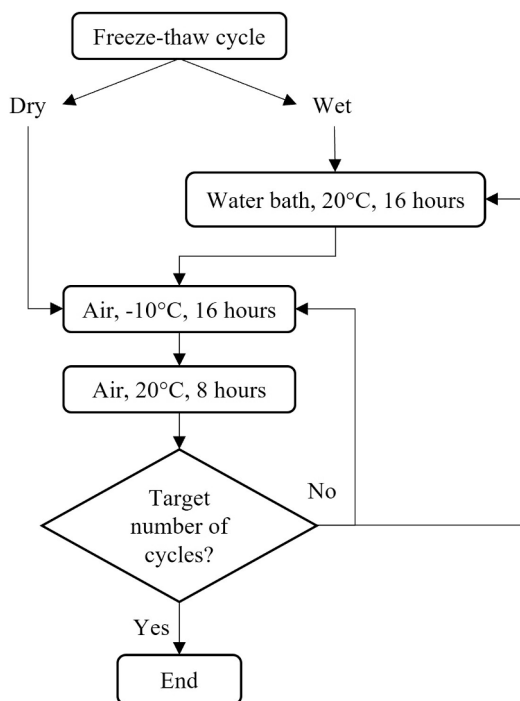 Freeze-thaw cycle
Dry
Wet
Water bath, 20°C, 16 hours
Air, -10°C, 16 hours
Air, 20°C, 8 hours
Target
number of
cycles?
No
Yes
End